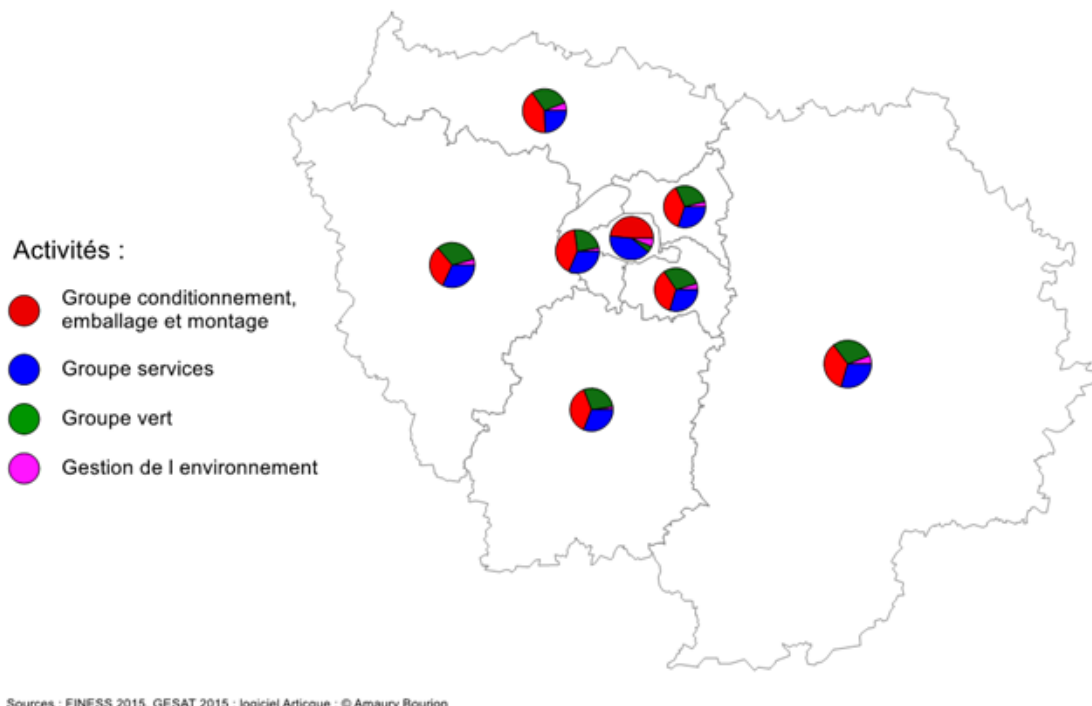 Activités :
Groupe conditionnement,
emballage et montage
Groupe services
Groupe vert
Gestion de l environnement
Sources : FINESS 2015, GESAT 2015 ; logiciel Articque ; © Amaury Bourion